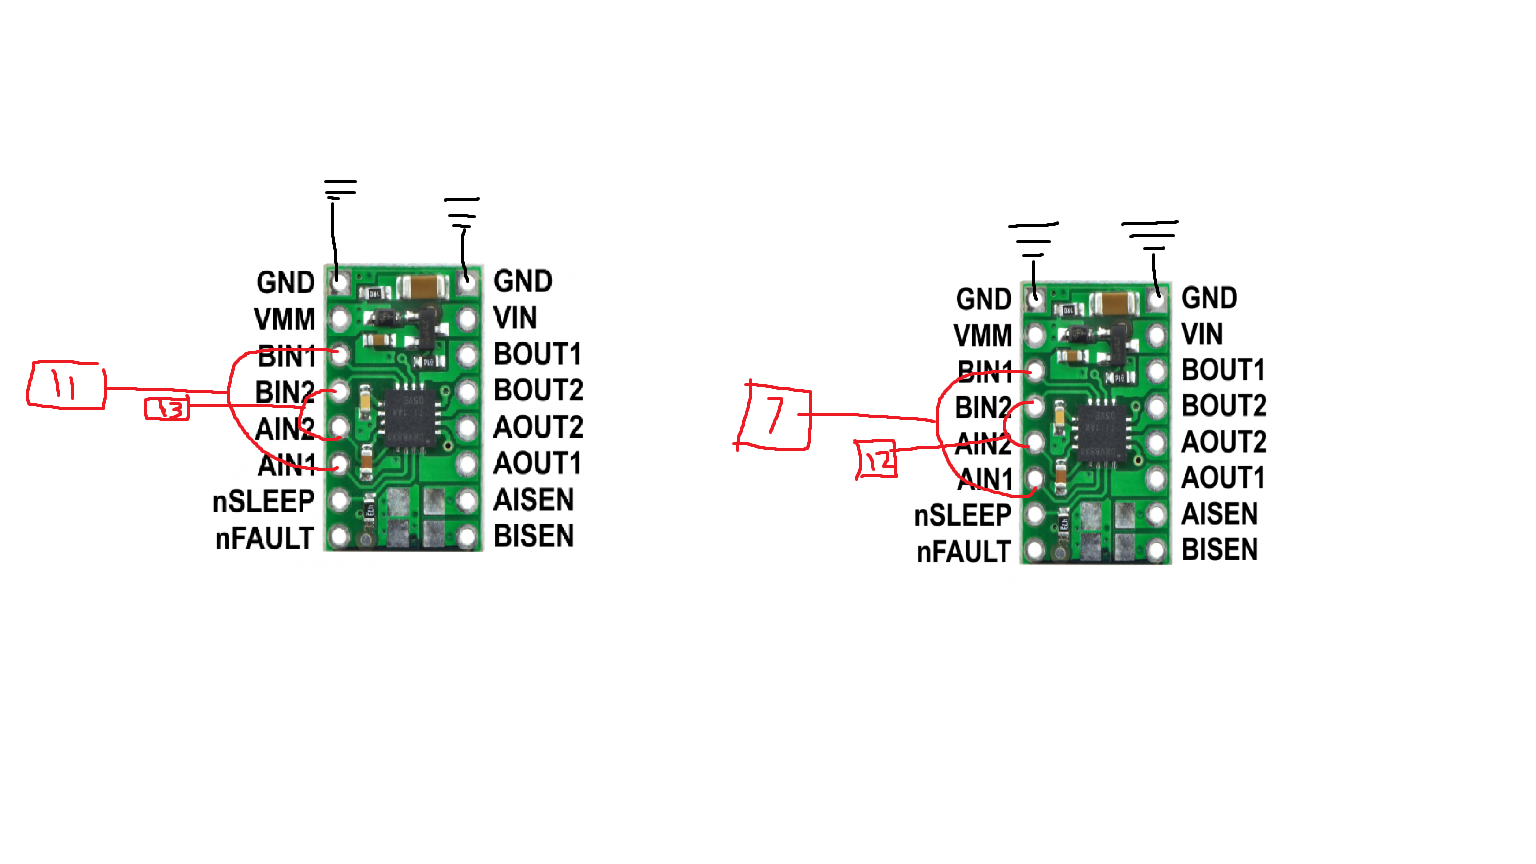 GND GND
VMM VIN
BIN1 BOUT1
11 BIN2 BOUT2
13 AIN2 AOUT2
AIN1 AOUT1
nSLEEP AISEN
nFAULT BISEN
GND GND
VMM VIN
BIN1 BOUT1
7 BIN2 BOUT2
12 AIN2 AOUT2
AIN1 AOUT1
nSLEEP AISEN
nFAULT BISEN